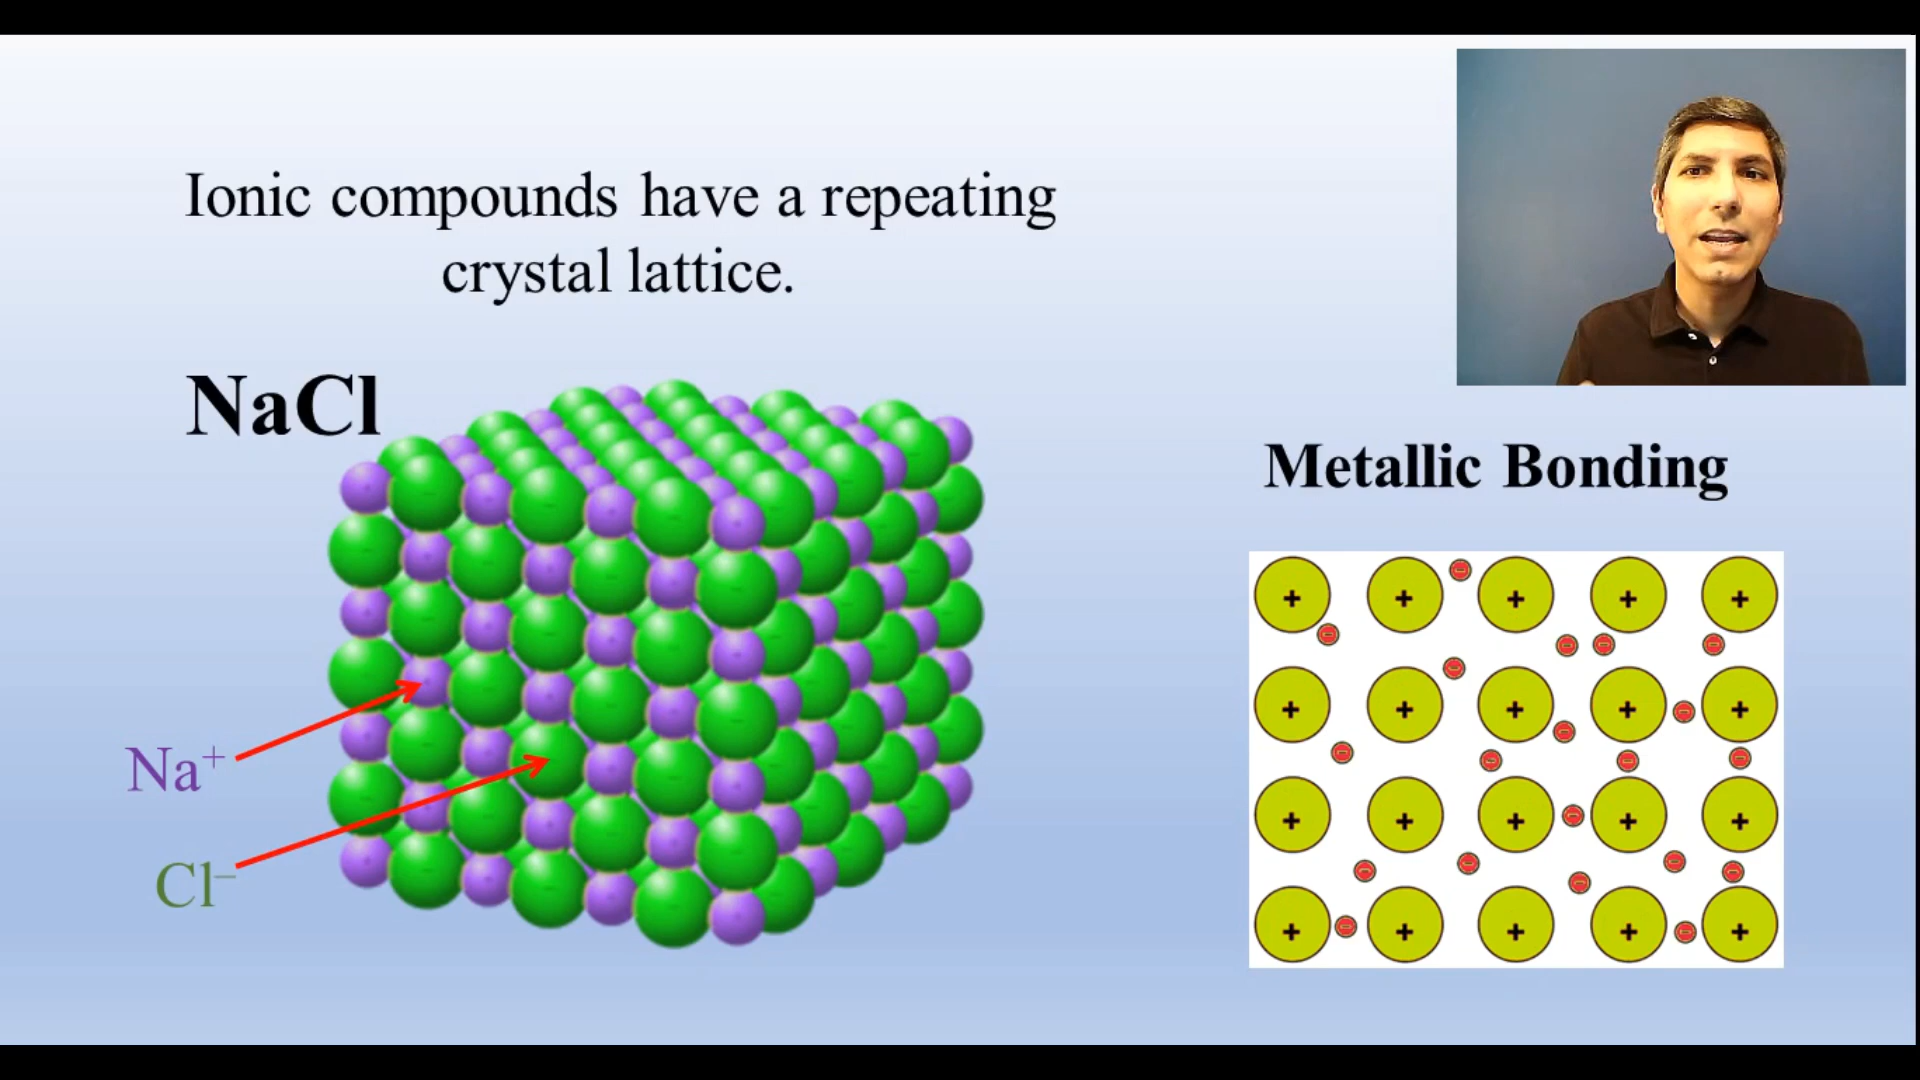 Ionic compounds have a repeating
crystal lattice.
NaCl
Na⁺
Cl⁻
Metallic Bonding
+ + + + +
+ + + + +
+ + + + +
+ + + + +